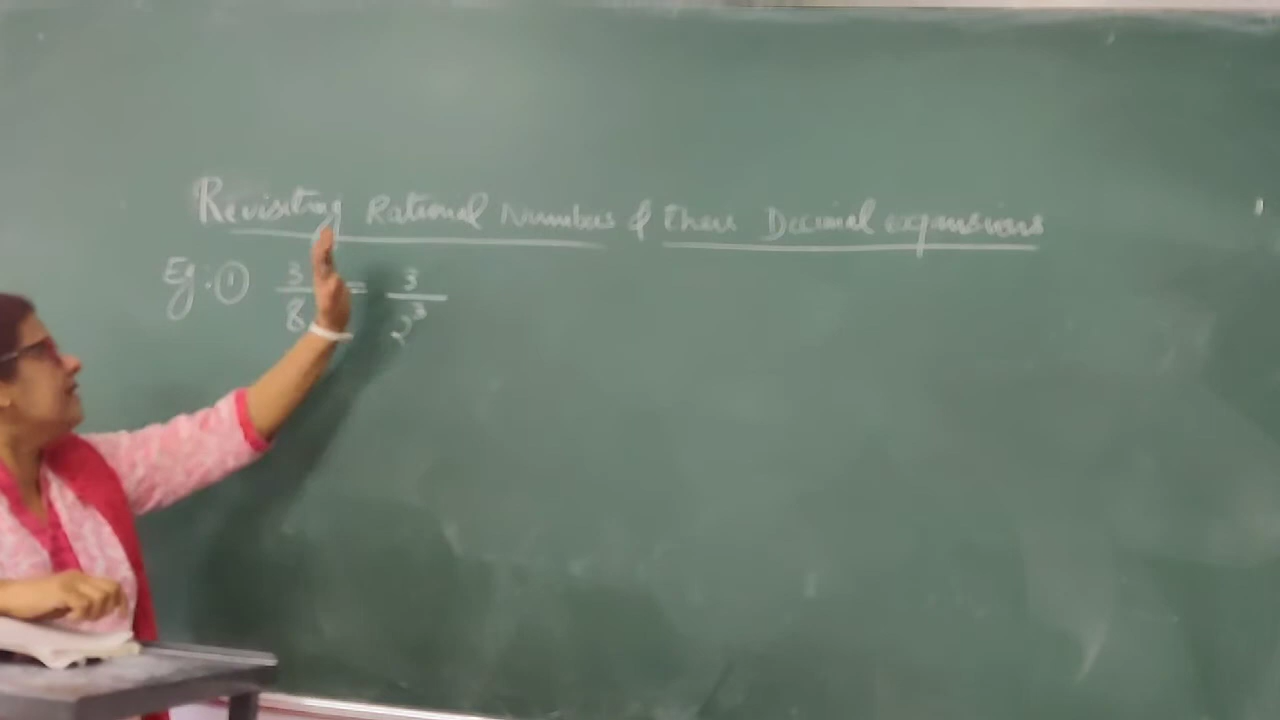 Revisiting Rational Numbers & their Decimal expansions
Eg:① 3/8 = 3/2³